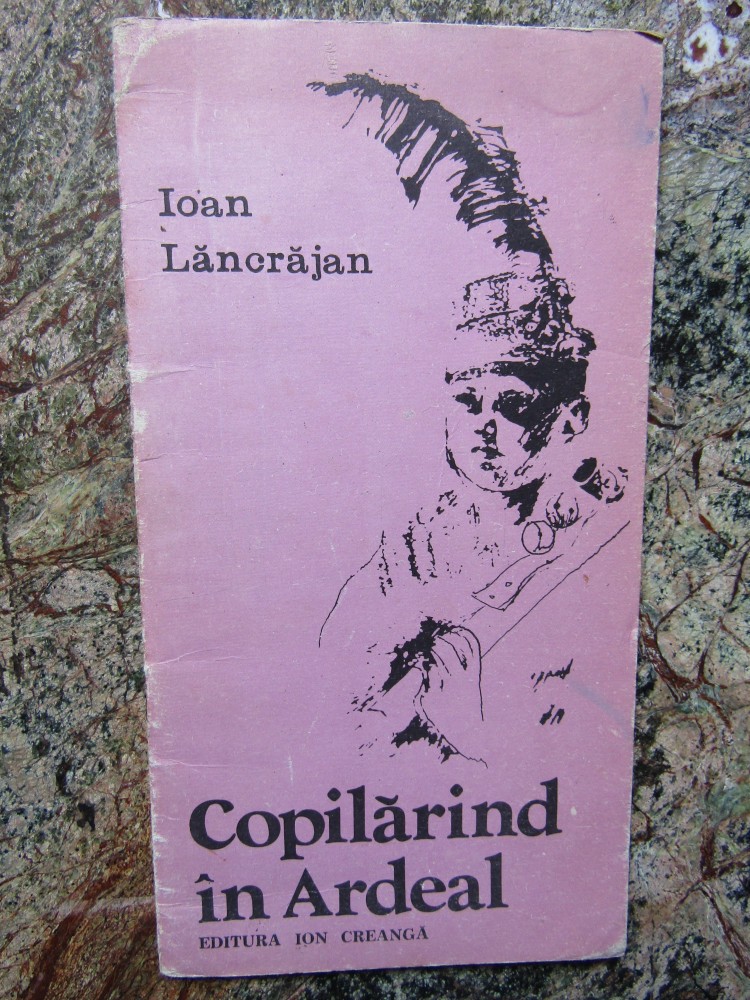 Ioan
Lăncrăjan
Copilărind
în Ardeal
EDITURA ION CREANGĂ